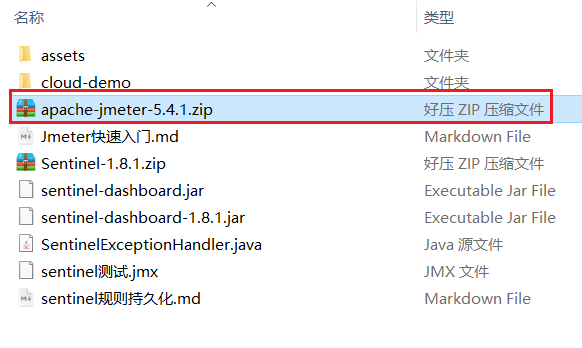 名称 类型
assets 文件夹
cloud-demo 文件夹
apache-jmeter-5.4.1.zip 好压 ZIP 压缩文件
Jmeter快速入门.md Markdown File
Sentinel-1.8.1.zip 好压 ZIP 压缩文件
sentinel-dashboard.jar Executable Jar File
sentinel-dashboard-1.8.1.jar Executable Jar File
SentinelExceptionHandler.java Java 源文件
sentinel测试.jmx JMX 文件
sentinel规则持久化.md Markdown File